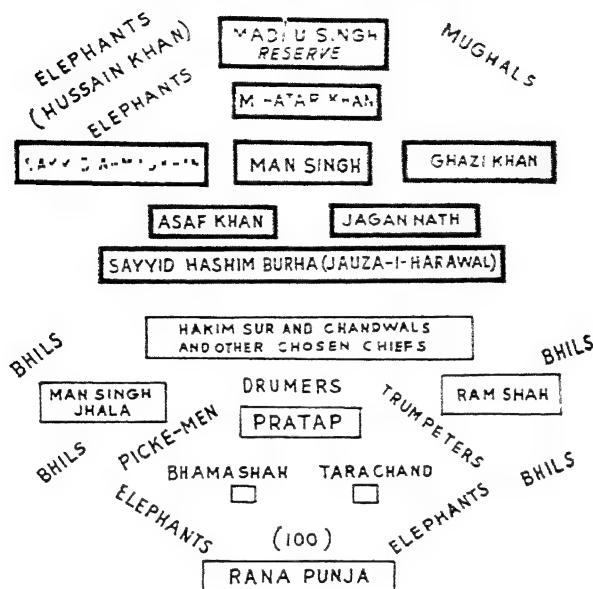 ELEPHANTS
(HUSSAIN KHAN)
ELEPHANTS
MUGHALS
SINGH
RESERVE
KHAN
MAN SINGH
GHAZI KHAN
ASAF KHAN
JAGAN NATH
SAYYID HASHIM BURHA (JAUZA-I-HARAWAL)
HAKIM SUR AND CHANDWALS
AND OTHER CHOSEN CHIEFS
BHILS
BHILS
MAN SINGH
JHALA
DRUMERS
RAM SHAH
PICKE-MEN
PRATAP
TRUMPETERS
BHILS
BHAMASHAH
TARACHAND
BHILS
ELEPHANTS
(100)
ELEPHANTS
RANA PUNJA